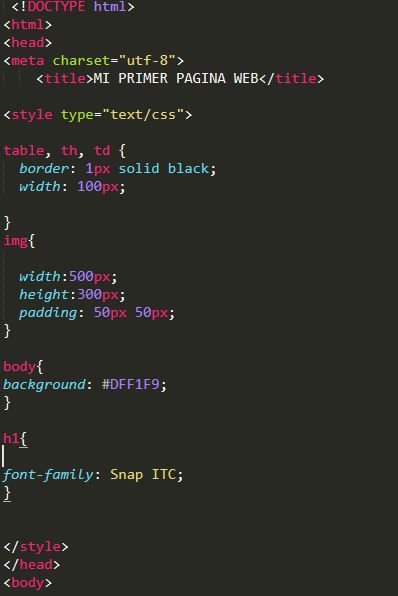 <!DOCTYPE html>
<html>
<head>
<meta charset="utf-8">
<title>MI PRIMER PAGINA WEB</title>
<style type="text/css">
table, th, td {
border: 1px solid black;
width: 100px;
}
img{
width:500px;
height:300px;
padding: 50px 50px;
}
body{
background: #DFF1F9;
}
h1{
font-family: Snap ITC;
}
</style>
</head>
<body>